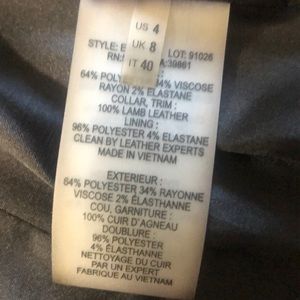 US 4
UK 8
IT 40
STYLE: LOT: 91026
RN:
64% POLYESTER 34% VISCOSE
RAYON 2% ELASTANE
COLLAR, TRIM :
100% LAMB LEATHER
LINING :
96% POLYESTER 4% ELASTANE
CLEAN BY LEATHER EXPERTS
MADE IN VIETNAM
EXTERIEUR :
64% POLYESTER 34% RAYONNE
VISCOSE 2% ÉLASTHANNE
COU, GARNITURE :
100% CUIR D'AGNEAU
DOUBLURE :
96% POLYESTER
4% ÉLASTHANNE
NETTOYAGE DU CUIR
PAR UN EXPERT
FABRIQUE AU VIETNAM